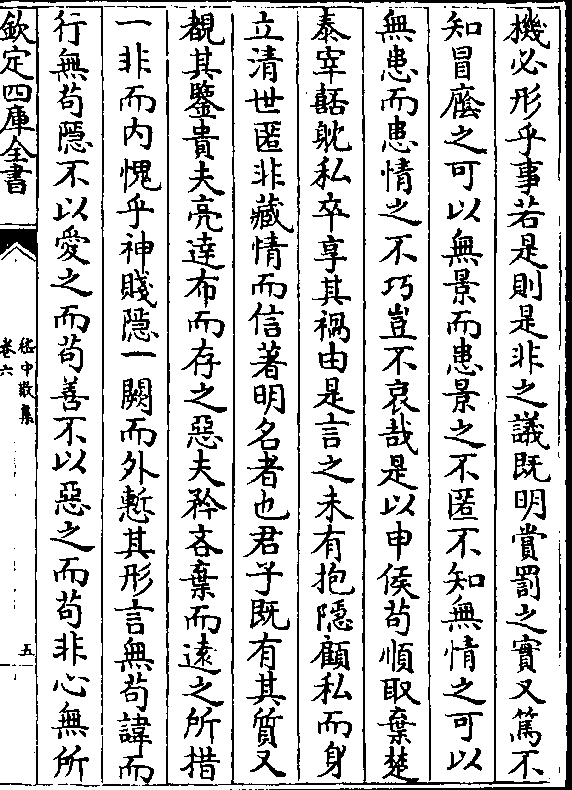 機必形乎事若是則是非之議既明賞罰之實又篤不
知冒廕之可以無景而患景之不匿不知無情之可以
無患而患情之不巧豈不哀哉是以申侯苟順取棄楚
泰宰嚭躭私卒享其禍由是言之未有抱隱顧私而身
立清世匿非藏情而信著明名者也君子既有其質又
覩其鑒貴夫亮達布而存之惡夫矜吝棄而逺之所措
一非而内愧乎神賤隱一闕而外慙其形言無苟諱而
行無苟隱不以愛之而苟善不以惡之而苟非心無所
欽定四庫全書
嵇中散集
卷六
五